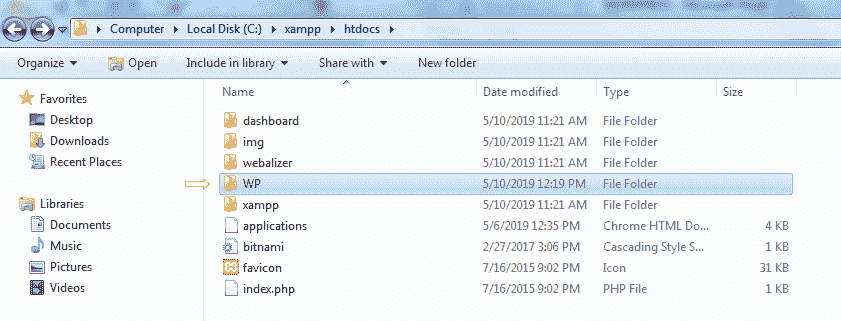 Computer Local Disk (C:) xampp htdocs
Organize Open Include in library Share with New folder
Name Date modified Type Size
Favorites
Desktop
Downloads
Recent Places
Libraries
Documents
Music
Pictures
Videos
dashboard 5/10/2019 11:21 AM File Folder
img 5/10/2019 11:21 AM File Folder
webalizer 5/10/2019 11:21 AM File Folder
WP 5/10/2019 12:19 PM File Folder
xampp 5/10/2019 11:21 AM File Folder
applications 5/6/2019 12:35 PM Chrome HTML Do... 4 KB
bitnami 2/27/2017 3:06 PM Cascading Style S... 1 KB
favicon 7/16/2015 9:02 PM Icon 31 KB
index.php 7/16/2015 9:02 PM PHP File 1 KB